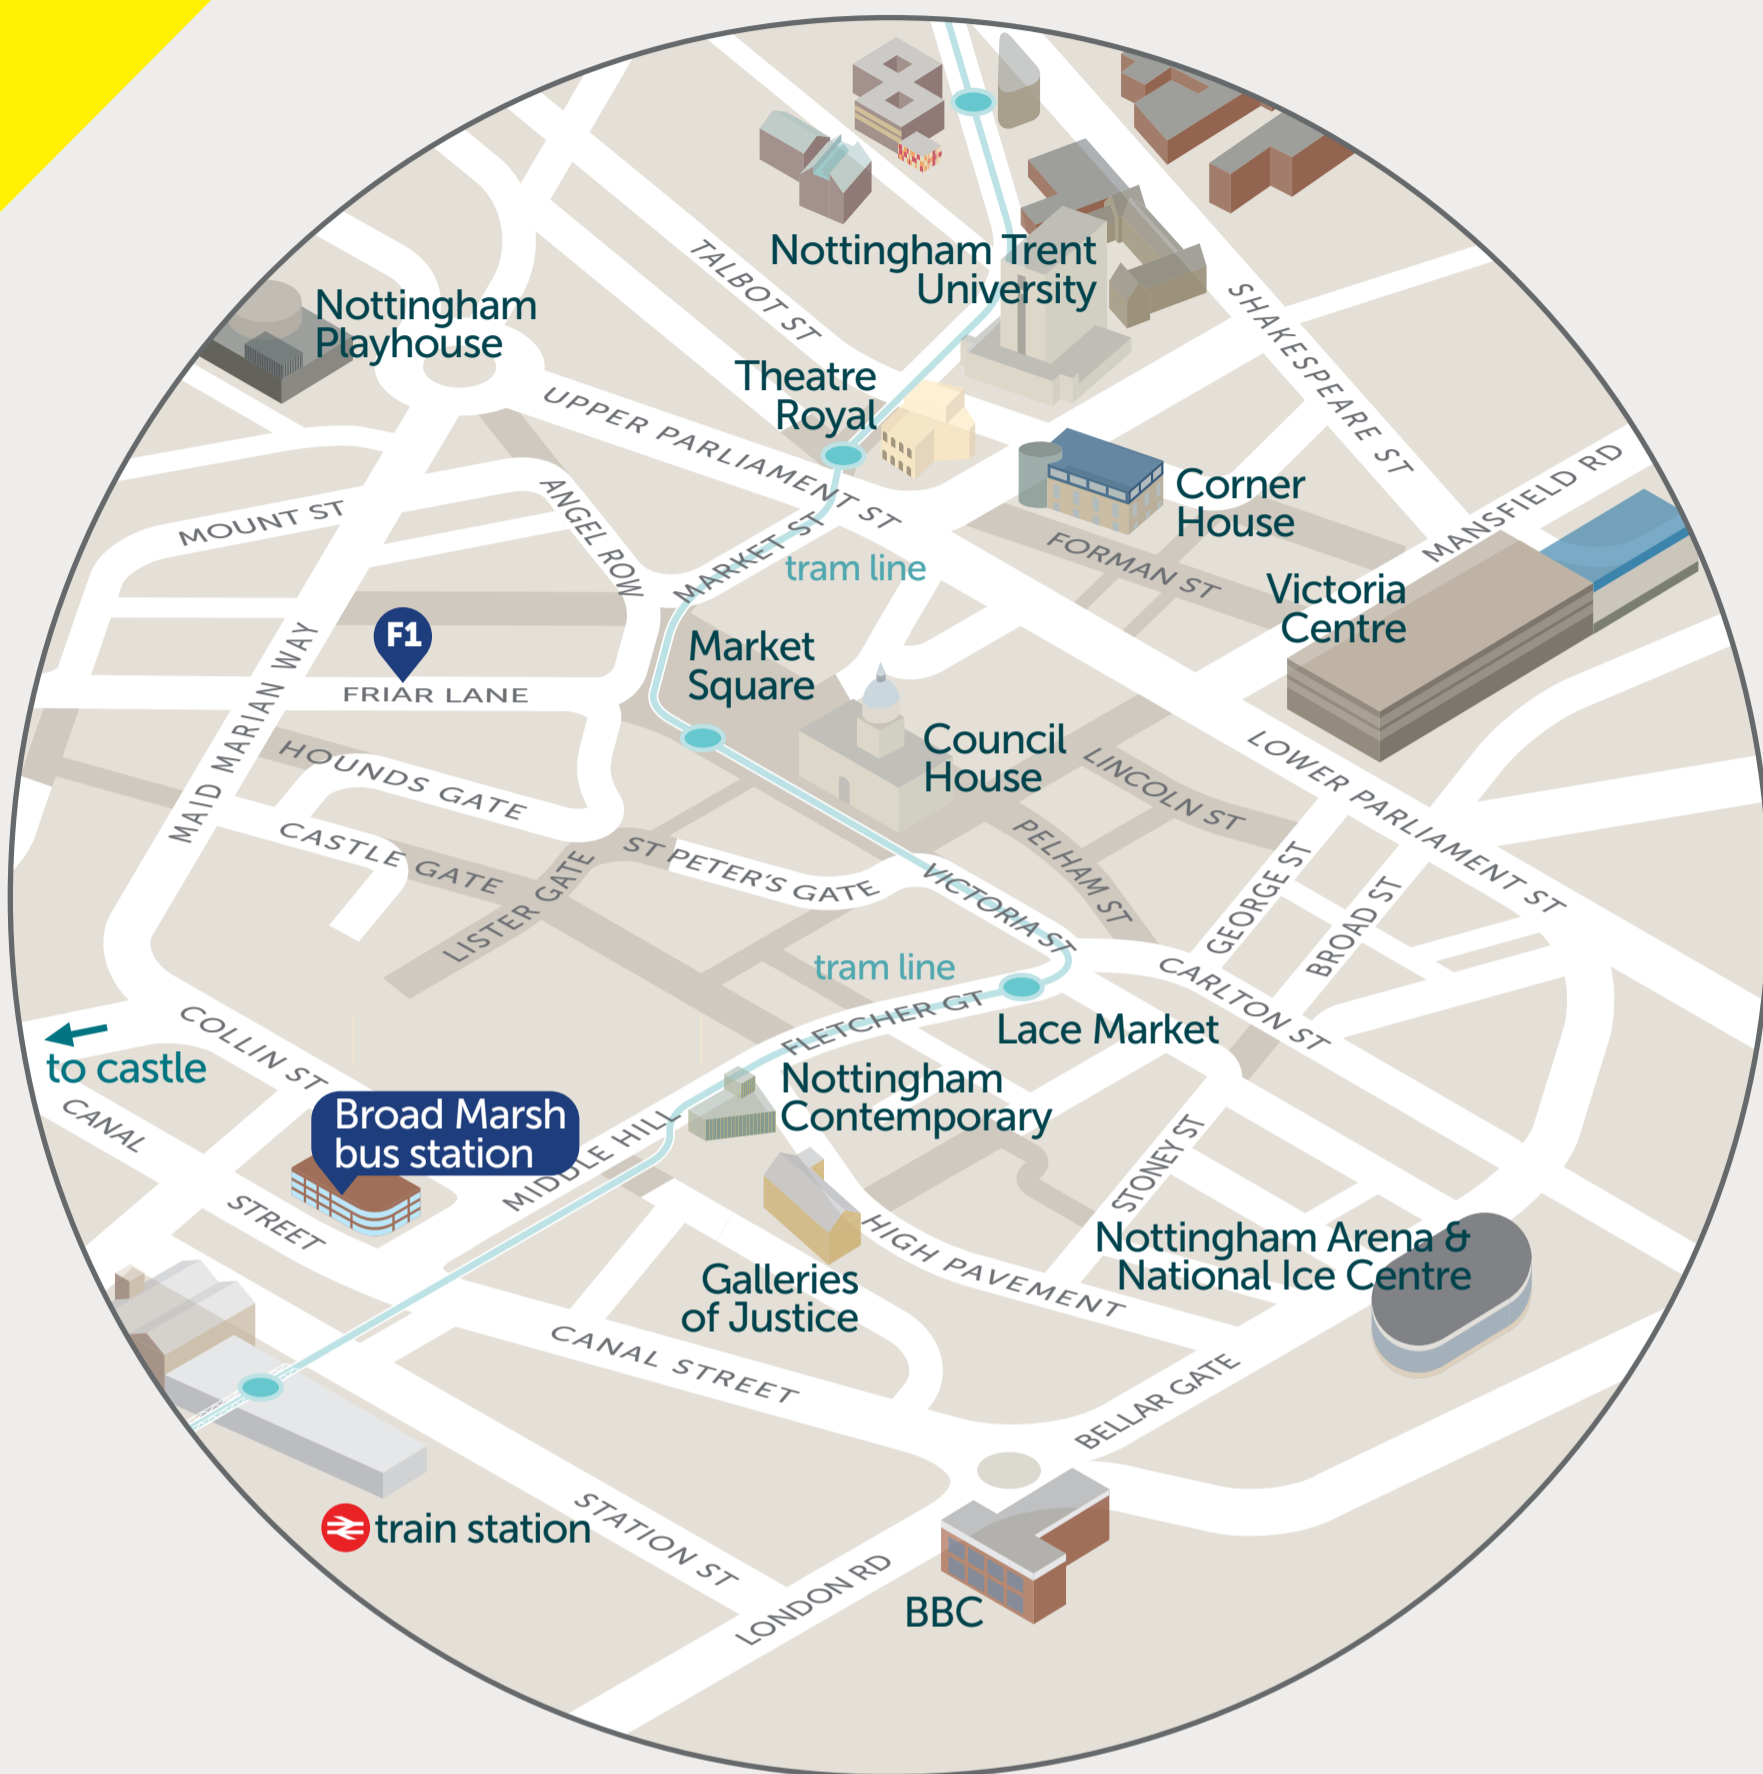 Nottingham Trent
University
TALBOT ST
SHAKESPEARE ST
Nottingham
Playhouse
Theatre
Royal
UPPER PARLIAMENT ST
Corner
House
MANSFIELD RD
MOUNT ST
ANGEL ROW
MARKET ST
tram line
FORMAN ST
Victoria
Centre
F1
FRIAR LANE
MAID MARIAN WAY
Market
Square
Council
House
HOUNDS GATE
LINCOLN ST
LOWER PARLIAMENT ST
CASTLE GATE
LISTER GATE
ST PETER'S GATE
VICTORIA ST
PELHAM ST
GEORGE ST
BROAD ST
tram line
FLETCHER GT
CARLTON ST
Lace Market
to castle
COLLIN ST
CANAL
STREET
Broad Marsh
bus station
MIDDLE HILL
Nottingham
Contemporary
STONEY ST
HIGH PAVEMENT
Nottingham Arena &
National Ice Centre
Galleries
of Justice
CANAL STREET
BELLAR GATE
train station
STATION ST
LONDON RD
BBC